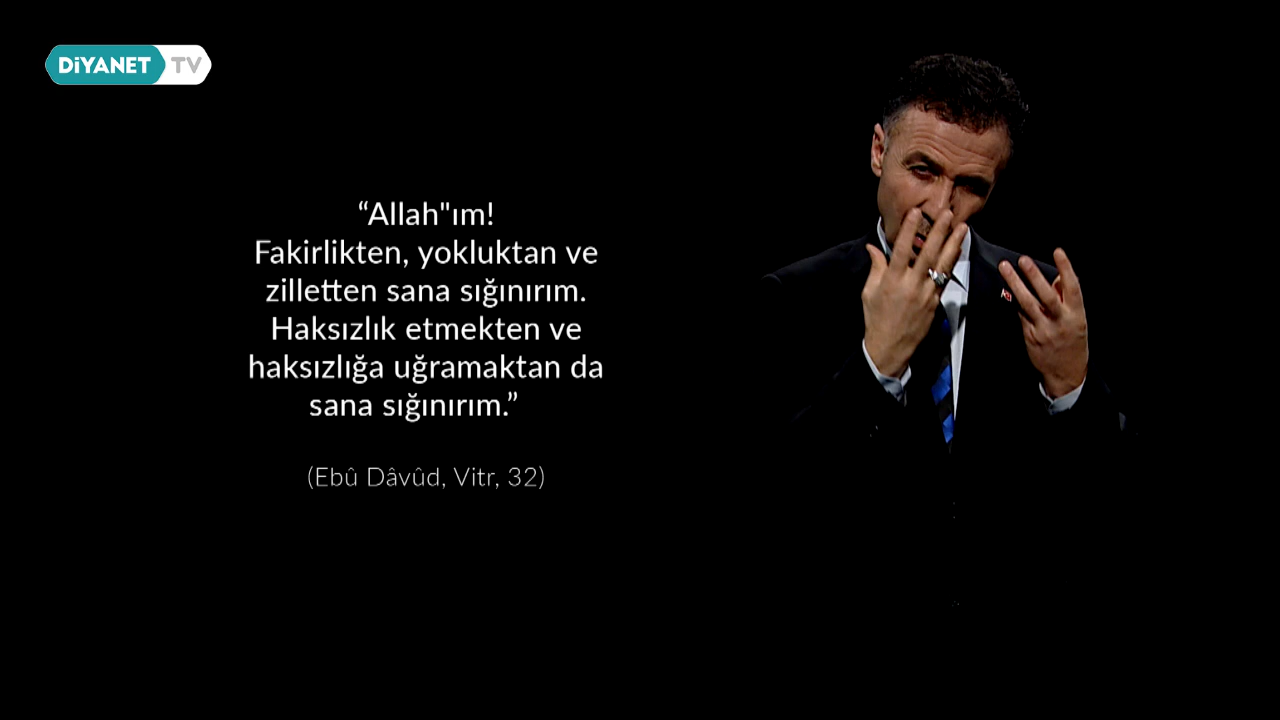 DİYANET TV
“Allah"ım!
Fakirlikten, yokluktan ve
zilletten sana sığınırım.
Haksızlık etmekten ve
haksızlığa uğramaktan da
sana sığınırım.”
(Ebû Dâvûd, Vitr, 32)